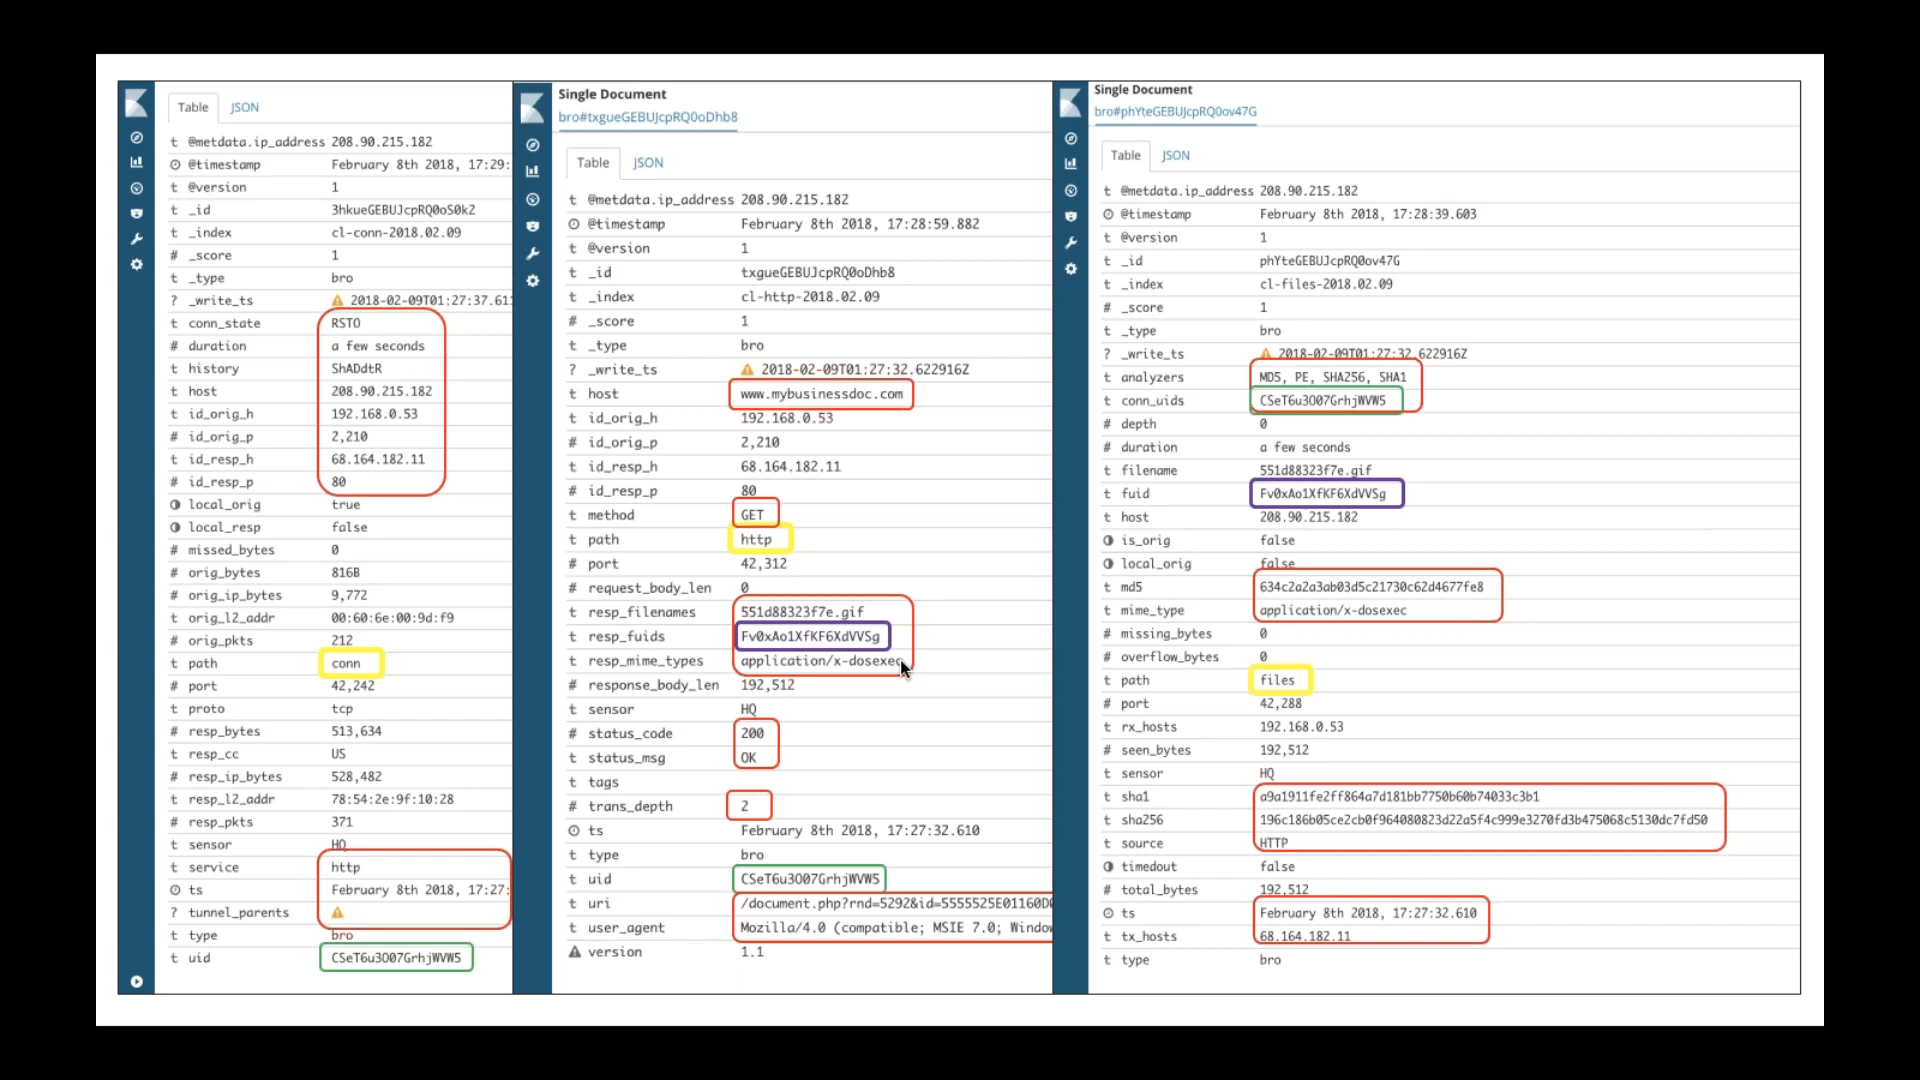 Table JSON
t @metdata.ip_address 208.90.215.182
@timestamp February 8th 2018, 17:29:
t @version 1
t _id 3hkueGEBUJcpRQ0oS0k2
t _index cl-conn-2018.02.09
# _score 1
t _type bro
? _write_ts 2018-02-09T01:27:37.611
t conn_state RSTO
# duration a few seconds
t history ShADdtR
t host 208.90.215.182
t id_orig_h 192.168.0.53
# id_orig_p 2,210
t id_resp_h 68.164.182.11
# id_resp_p 80
local_orig true
local_resp false
# missed_bytes 0
# orig_bytes 816B
# orig_ip_bytes 9,772
t orig_l2_addr 00:60:6e:00:9d:f9
# orig_pkts 212
t path conn
# port 42,242
t proto tcp
# resp_bytes 513,634
t resp_cc US
# resp_ip_bytes 528,482
t resp_l2_addr 78:54:2e:9f:10:28
# resp_pkts 371
t sensor HQ
t service http
ts February 8th 2018, 17:27:
? tunnel_parents
t type bro
t uid CSeT6u3O07GrhjWVW5
Single Document
bro#txgueGEBUJcpRQ0oDhb8
Table JSON
t @metdata.ip_address 208.90.215.182
@timestamp February 8th 2018, 17:28:59.882
t @version 1
t _id txgueGEBUJcpRQ0oDhb8
t _index cl-http-2018.02.09
# _score 1
t _type bro
? _write_ts 2018-02-09T01:27:32.622916Z
t host www.mybusinessdoc.com
t id_orig_h 192.168.0.53
# id_orig_p 2,210
t id_resp_h 68.164.182.11
# id_resp_p 80
t method GET
t path http
# port 42,312
# request_body_len 0
t resp_filenames 551d88323f7e.gif
t resp_fuids Fv0xAo1XfKF6XdVVSg
t resp_mime_types application/x-dosexec
# response_body_len 192,512
t sensor HQ
# status_code 200
t status_msg OK
t tags
# trans_depth 2
ts February 8th 2018, 17:27:32.610
t type bro
t uid CSeT6u3O07GrhjWVW5
t uri /document.php?rnd=5292&id=5555525E01160D
t user_agent Mozilla/4.0 (compatible; MSIE 7.0; Window
version 1.1
Single Document
bro#phYteGEBUJcpRQ0ov47G
Table JSON
t @metdata.ip_address 208.90.215.182
@timestamp February 8th 2018, 17:28:39.603
t @version 1
t _id phYteGEBUJcpRQ0ov47G
t _index cl-files-2018.02.09
# _score 1
t _type bro
? _write_ts 2018-02-09T01:27:32.622916Z
t analyzers MD5, PE, SHA256, SHA1
t conn_uids CSeT6u3O07GrhjWVW5
# depth 0
# duration a few seconds
t filename 551d88323f7e.gif
t fuid Fv0xAo1XfKF6XdVVSg
t host 208.90.215.182
is_orig false
local_orig false
t md5 634c2a2a3ab03d5c21730c62d4677fe8
t mime_type application/x-dosexec
# missing_bytes 0
# overflow_bytes 0
t path files
# port 42,288
t rx_hosts 192.168.0.53
# seen_bytes 192,512
t sensor HQ
t sha1 a9a1911fe2ff864a7d181bb7750b60b74033c3b1
t sha256 196c186b05ce2cb0f964080823d22a5f4c999e3270fd3b475068c5130dc7fd50
t source HTTP
timedout false
# total_bytes 192,512
ts February 8th 2018, 17:27:32.610
t tx_hosts 68.164.182.11
t type bro